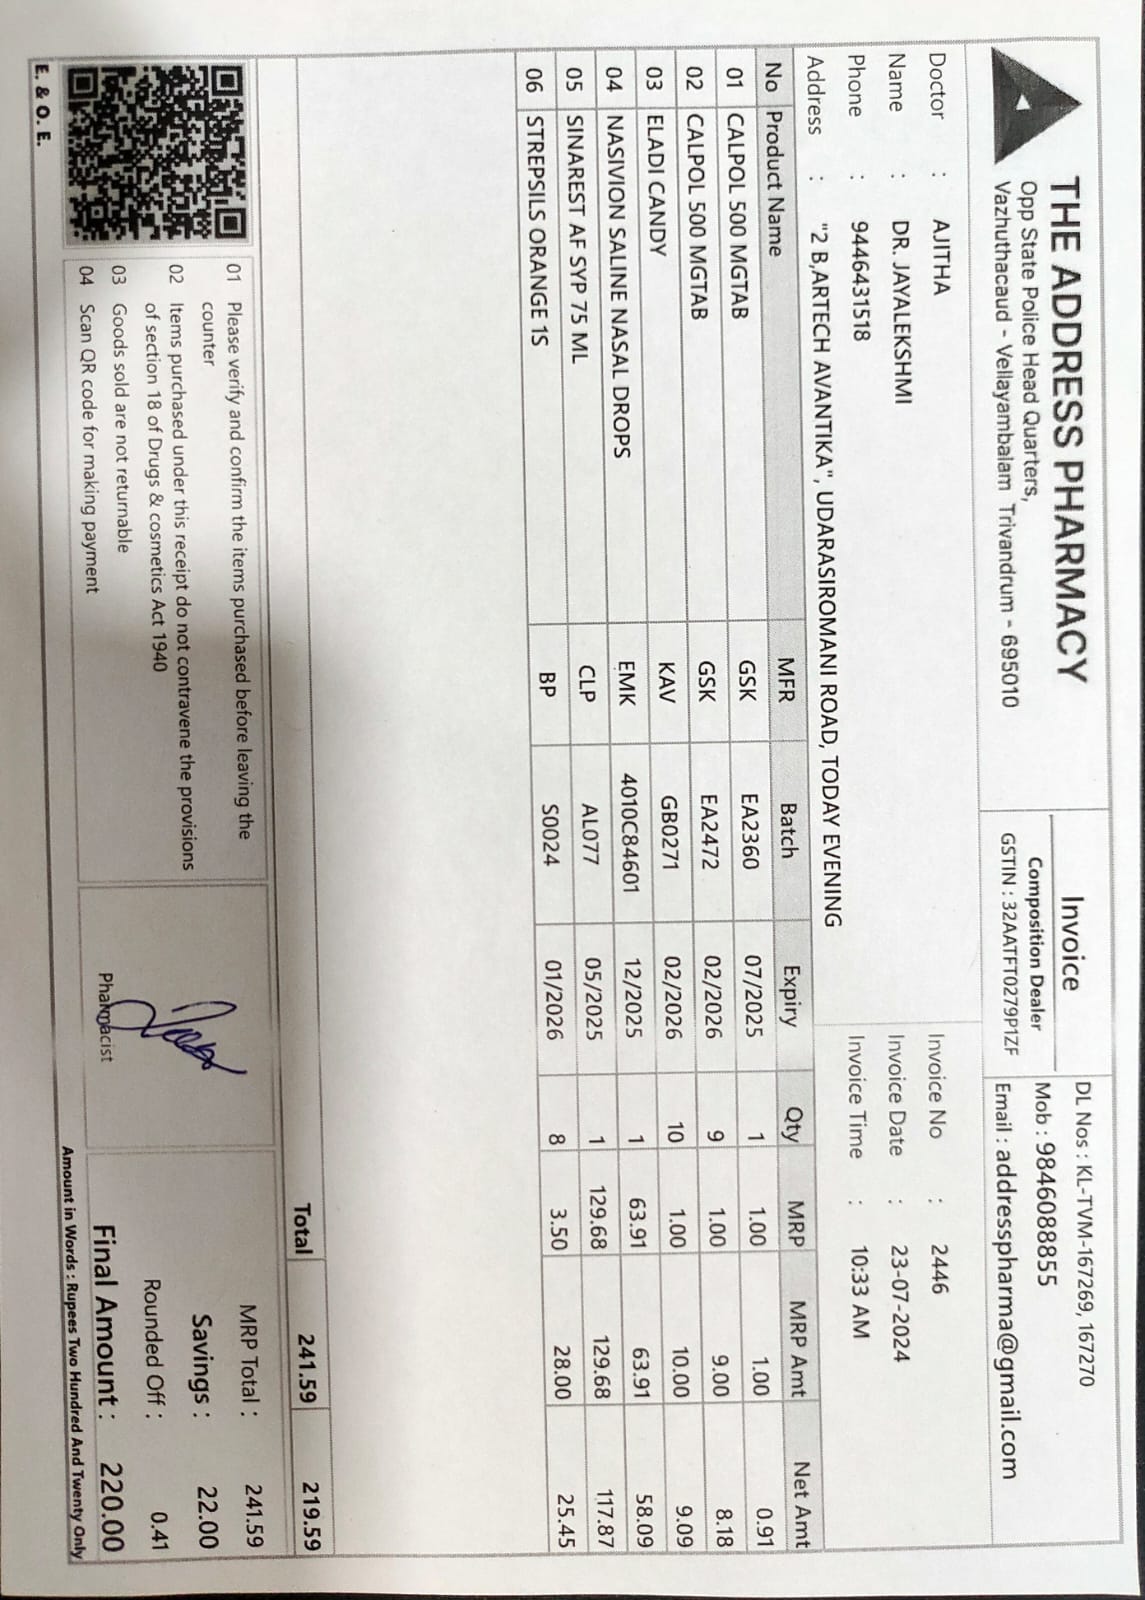 THE ADDRESS PHARMACY
Opp State Police Head Quarters,
Vazhuthacaud - Vellayambalam Trivandrum - 695010
Invoice
Composition Dealer
GSTIN : 32AATFT0279P1ZF
DL Nos : KL-TVM-167269, 167270
Mob : 9846088855
Email : addresspharma@gmail.com
Doctor : AJITHA
Name : DR. JAYALEKSHMI
Phone : 9446431518
Address : "2 B,ARTECH AVANTIKA", UDARASIROMANI ROAD, TODAY EVENING
Invoice No : 2446
Invoice Date : 23-07-2024
Invoice Time : 10:33 AM
No Product Name MFR Batch Expiry Qty MRP MRP Amt Net Amt
01 CALPOL 500 MGTAB GSK EA2360 07/2025 1 1.00 1.00 0.91
02 CALPOL 500 MGTAB GSK EA2472 02/2026 9 1.00 9.00 8.18
03 ELADI CANDY KAV GB0271 02/2026 10 1.00 10.00 9.09
04 NASIVION SALINE NASAL DROPS EMK 4010C84601 12/2025 1 63.91 63.91 58.09
05 SINAREST AF SYP 75 ML CLP AL077 05/2025 1 129.68 129.68 117.87
06 STREPSILS ORANGE 1S BP S0024 01/2026 8 3.50 28.00 25.45
Total 241.59 219.59
01 Please verify and confirm the items purchased before leaving the
counter
02 Items purchased under this receipt do not contravene the provisions
of section 18 of Drugs & cosmetics Act 1940
03 Goods sold are not returnable
04 Scan QR code for making payment
Pharmacist
MRP Total : 241.59
Savings : 22.00
Rounded Off : 0.41
Final Amount : 220.00
Amount in Words : Rupees Two Hundred And Twenty Only
E. & O. E.